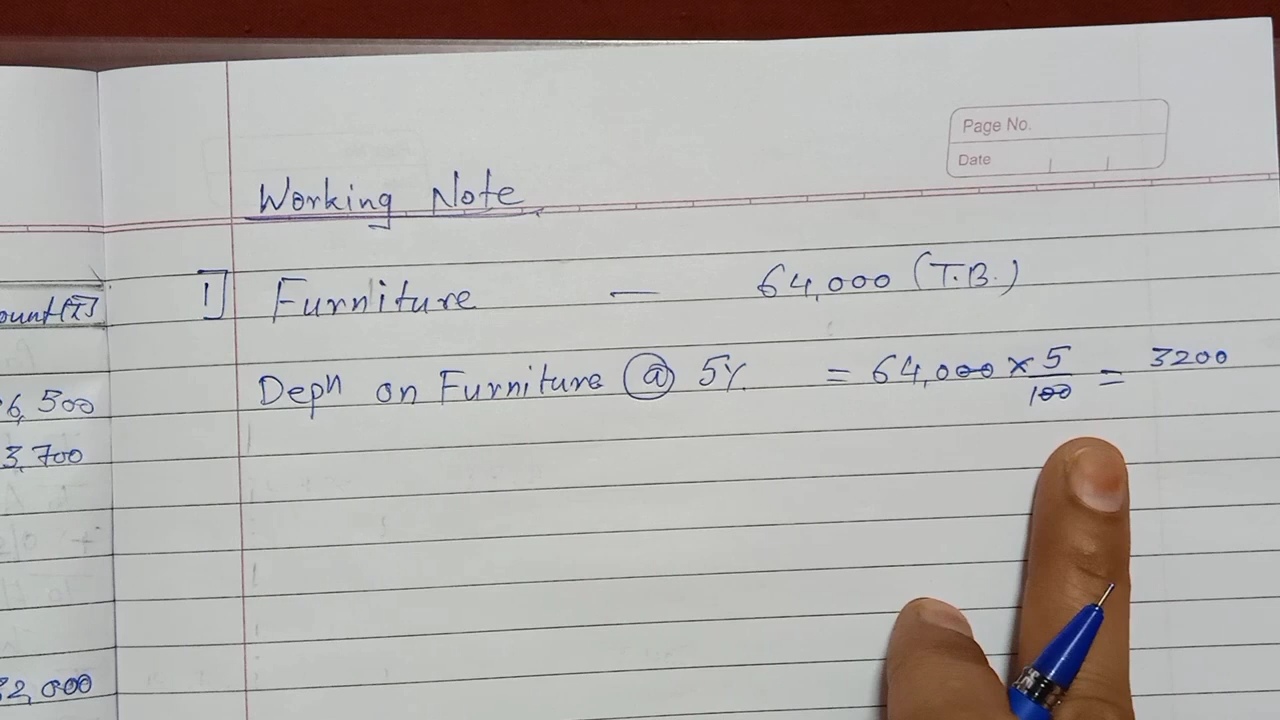 Page No.
Date
Working Note
1] Furniture — 64,000 (T.B.)
Depn on Furniture @ 5% = 64,000 × 5/100 = 3200
6,500
3,700
2,000